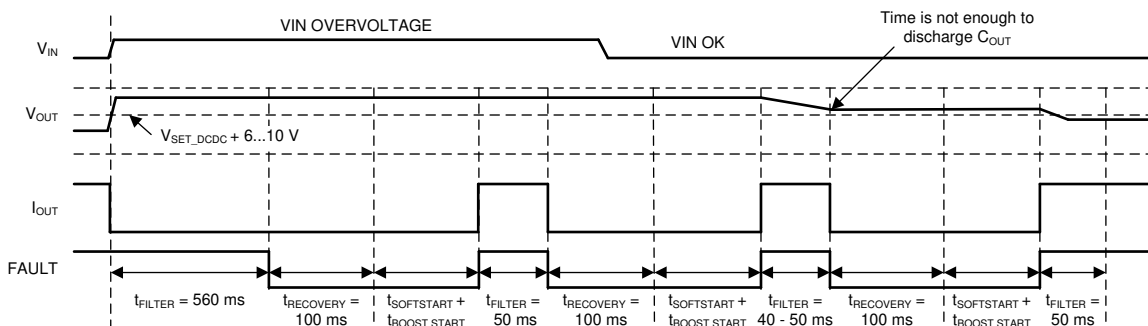 Time is not enough to
discharge COUT
VIN OVERVOLTAGE
VIN OK
VIN
VOUT
VSET_DCDC + 6...10 V
IOUT
FAULT
tFILTER = 560 ms
tRECOVERY =
100 ms
tSOFTSTART +
tBOOST START
tFILTER =
50 ms
tRECOVERY =
100 ms
tSOFTSTART +
tBOOST START
tFILTER =
40 - 50 ms
tRECOVERY =
100 ms
tSOFTSTART +
tBOOST START
tFILTER =
50 ms